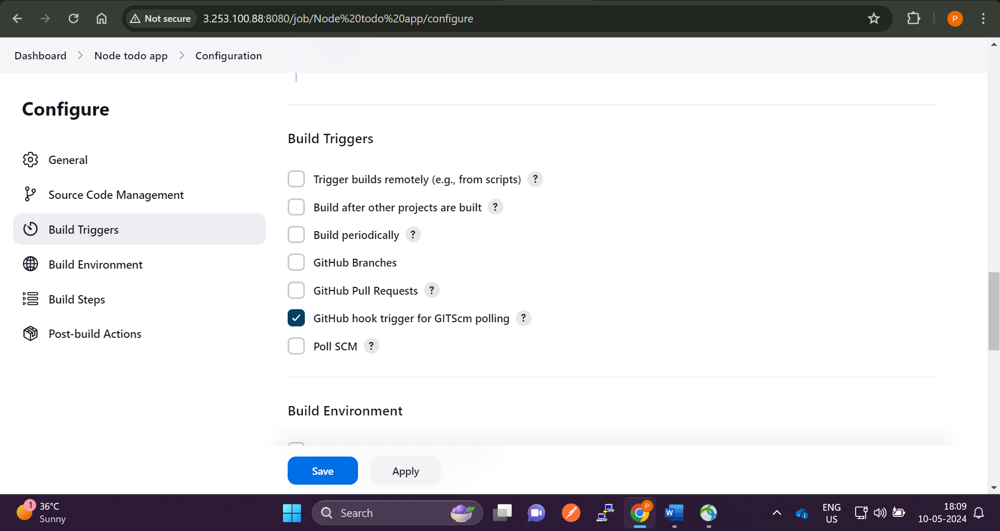 Not secure 3.253.100.88:8080/job/Node%20todo%20app/configure P
Dashboard Node todo app Configuration
Configure
General
Source Code Management
Build Triggers
Build Environment
Build Steps
Post-build Actions
Build Triggers
Trigger builds remotely (e.g., from scripts) ?
Build after other projects are built ?
Build periodically ?
GitHub Branches
GitHub Pull Requests ?
GitHub hook trigger for GITScm polling ?
Poll SCM ?
Build Environment
Save Apply
1 36°C
Sunny
Search
P
W
ENG
US
18:09
10-05-2024